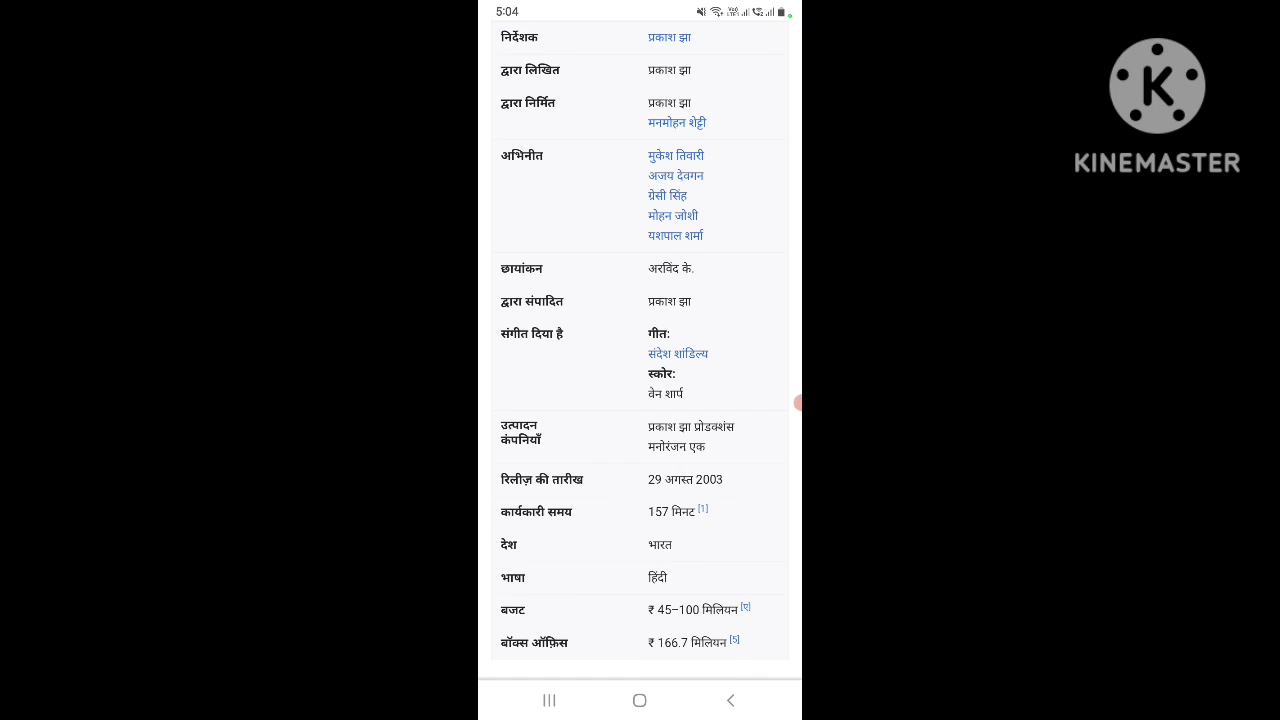 5:04
निर्देशक प्रकाश झा
द्वारा लिखित प्रकाश झा
द्वारा निर्मित प्रकाश झा
मनमोहन शेट्टी
अभिनीत मुकेश तिवारी
अजय देवगन
ग्रेसी सिंह
मोहन जोशी
यशपाल शर्मा
छायांकन अरविंद के.
द्वारा संपादित प्रकाश झा
संगीत दिया है गीत:
संदेश शांडिल्य
स्कोर:
वेन शार्प
उत्पादन कंपनियाँ प्रकाश झा प्रोडक्शंस
मनोरंजन एक
रिलीज़ की तारीख 29 अगस्त 2003
कार्यकारी समय 157 मिनट [1]
देश भारत
भाषा हिंदी
बजट ₹ 45–100 मिलियन [ए]
बॉक्स ऑफ़िस ₹ 166.7 मिलियन [5]
K
KINEMASTER